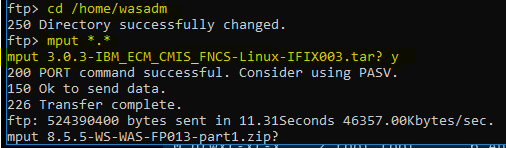 ftp> cd /home/wasadm
250 Directory successfully changed.
ftp> mput *.*
mput 3.0.3-IBM_ECM_CMIS_FNCS-Linux-IFIX003.tar? y
200 PORT command successful. Consider using PASV.
150 Ok to send data.
226 Transfer complete.
ftp: 524390400 bytes sent in 11.31Seconds 46357.00Kbytes/sec.
mput 8.5.5-WS-WAS-FP013-part1.zip?